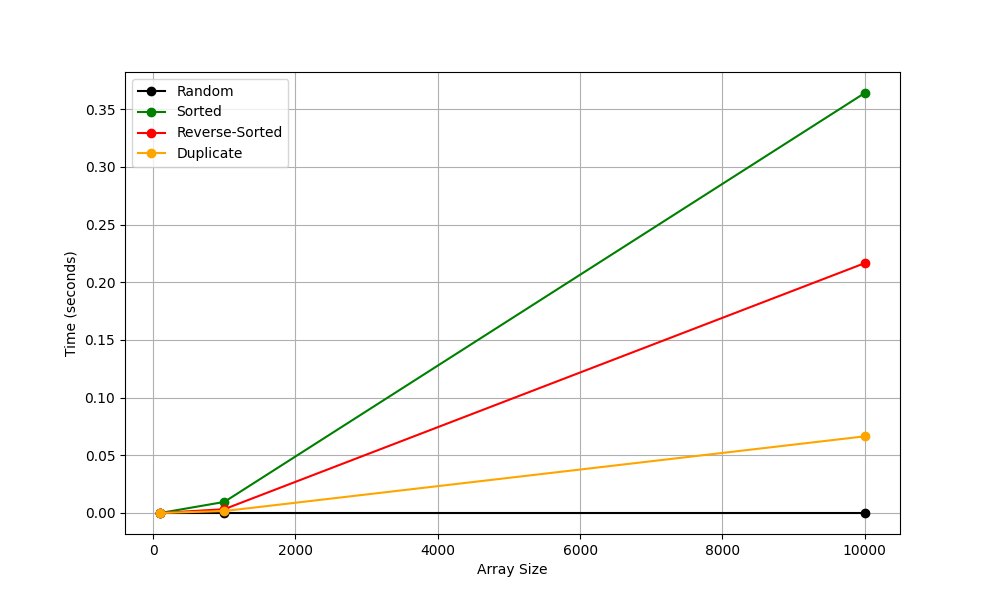 Random
Sorted
Reverse-Sorted
Duplicate
0.35
0.30
0.25
0.20
0.15
0.10
0.05
0.00
Time (seconds)
0 2000 4000 6000 8000 10000
Array Size